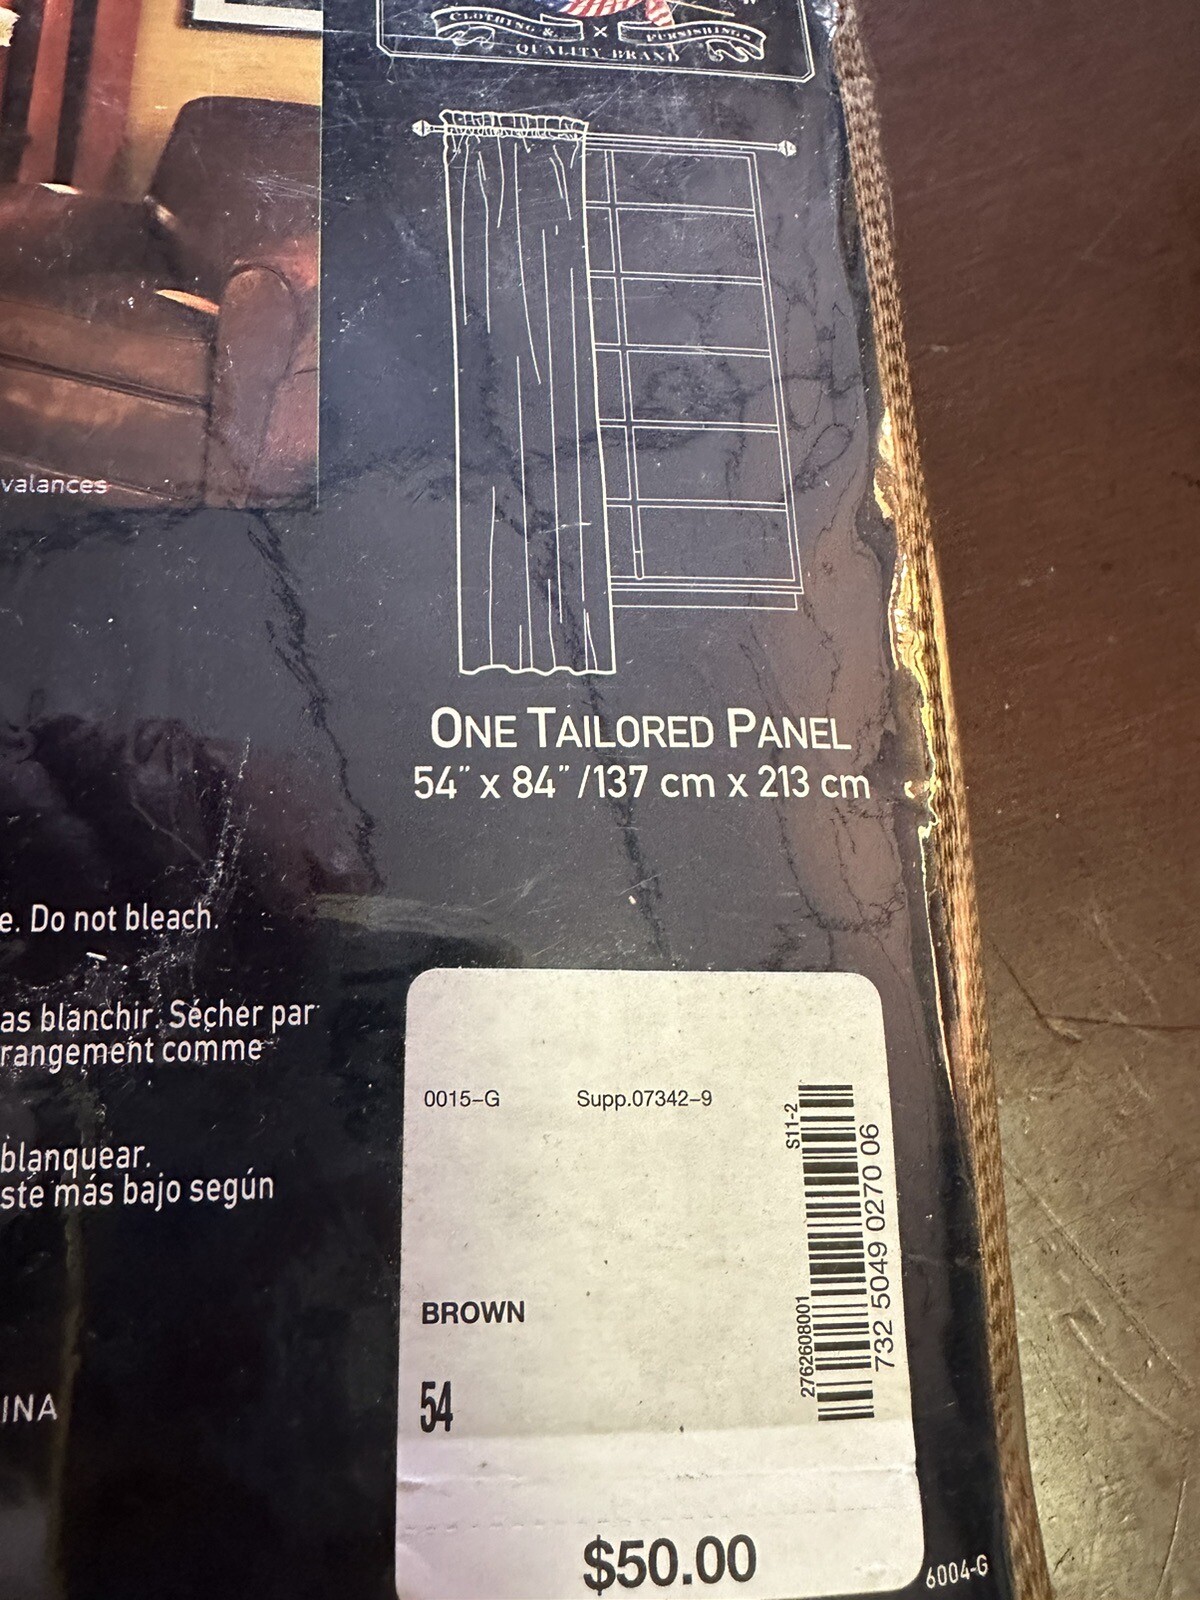 CLOTHING & × FURNISHINGS
QUALITY BRAND
valances
ONE TAILORED PANEL
54" x 84" /137 cm x 213 cm
e. Do not bleach.
as blanchir. Sécher par
rangement comme
blanquear.
ste más bajo según
INA
0015-G Supp.07342-9
S11-2
2762608001
732 5049 0270 06
BROWN
54
$50.00
6004-G